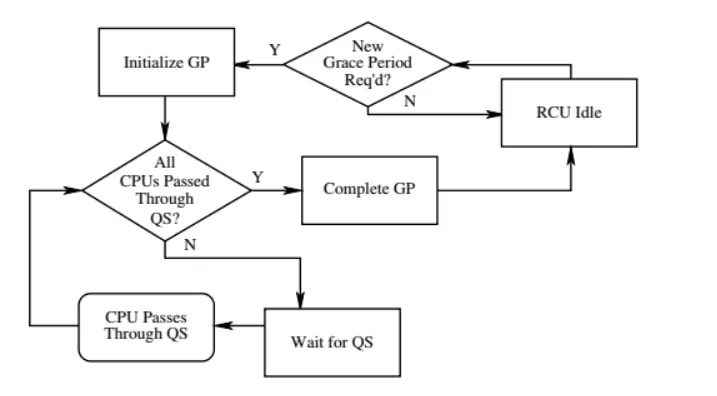 Initialize GP
Y
New
Grace Period
Req'd?
N
RCU Idle
All
CPUs Passed
Through
QS?
Y
Complete GP
N
CPU Passes
Through QS
Wait for QS